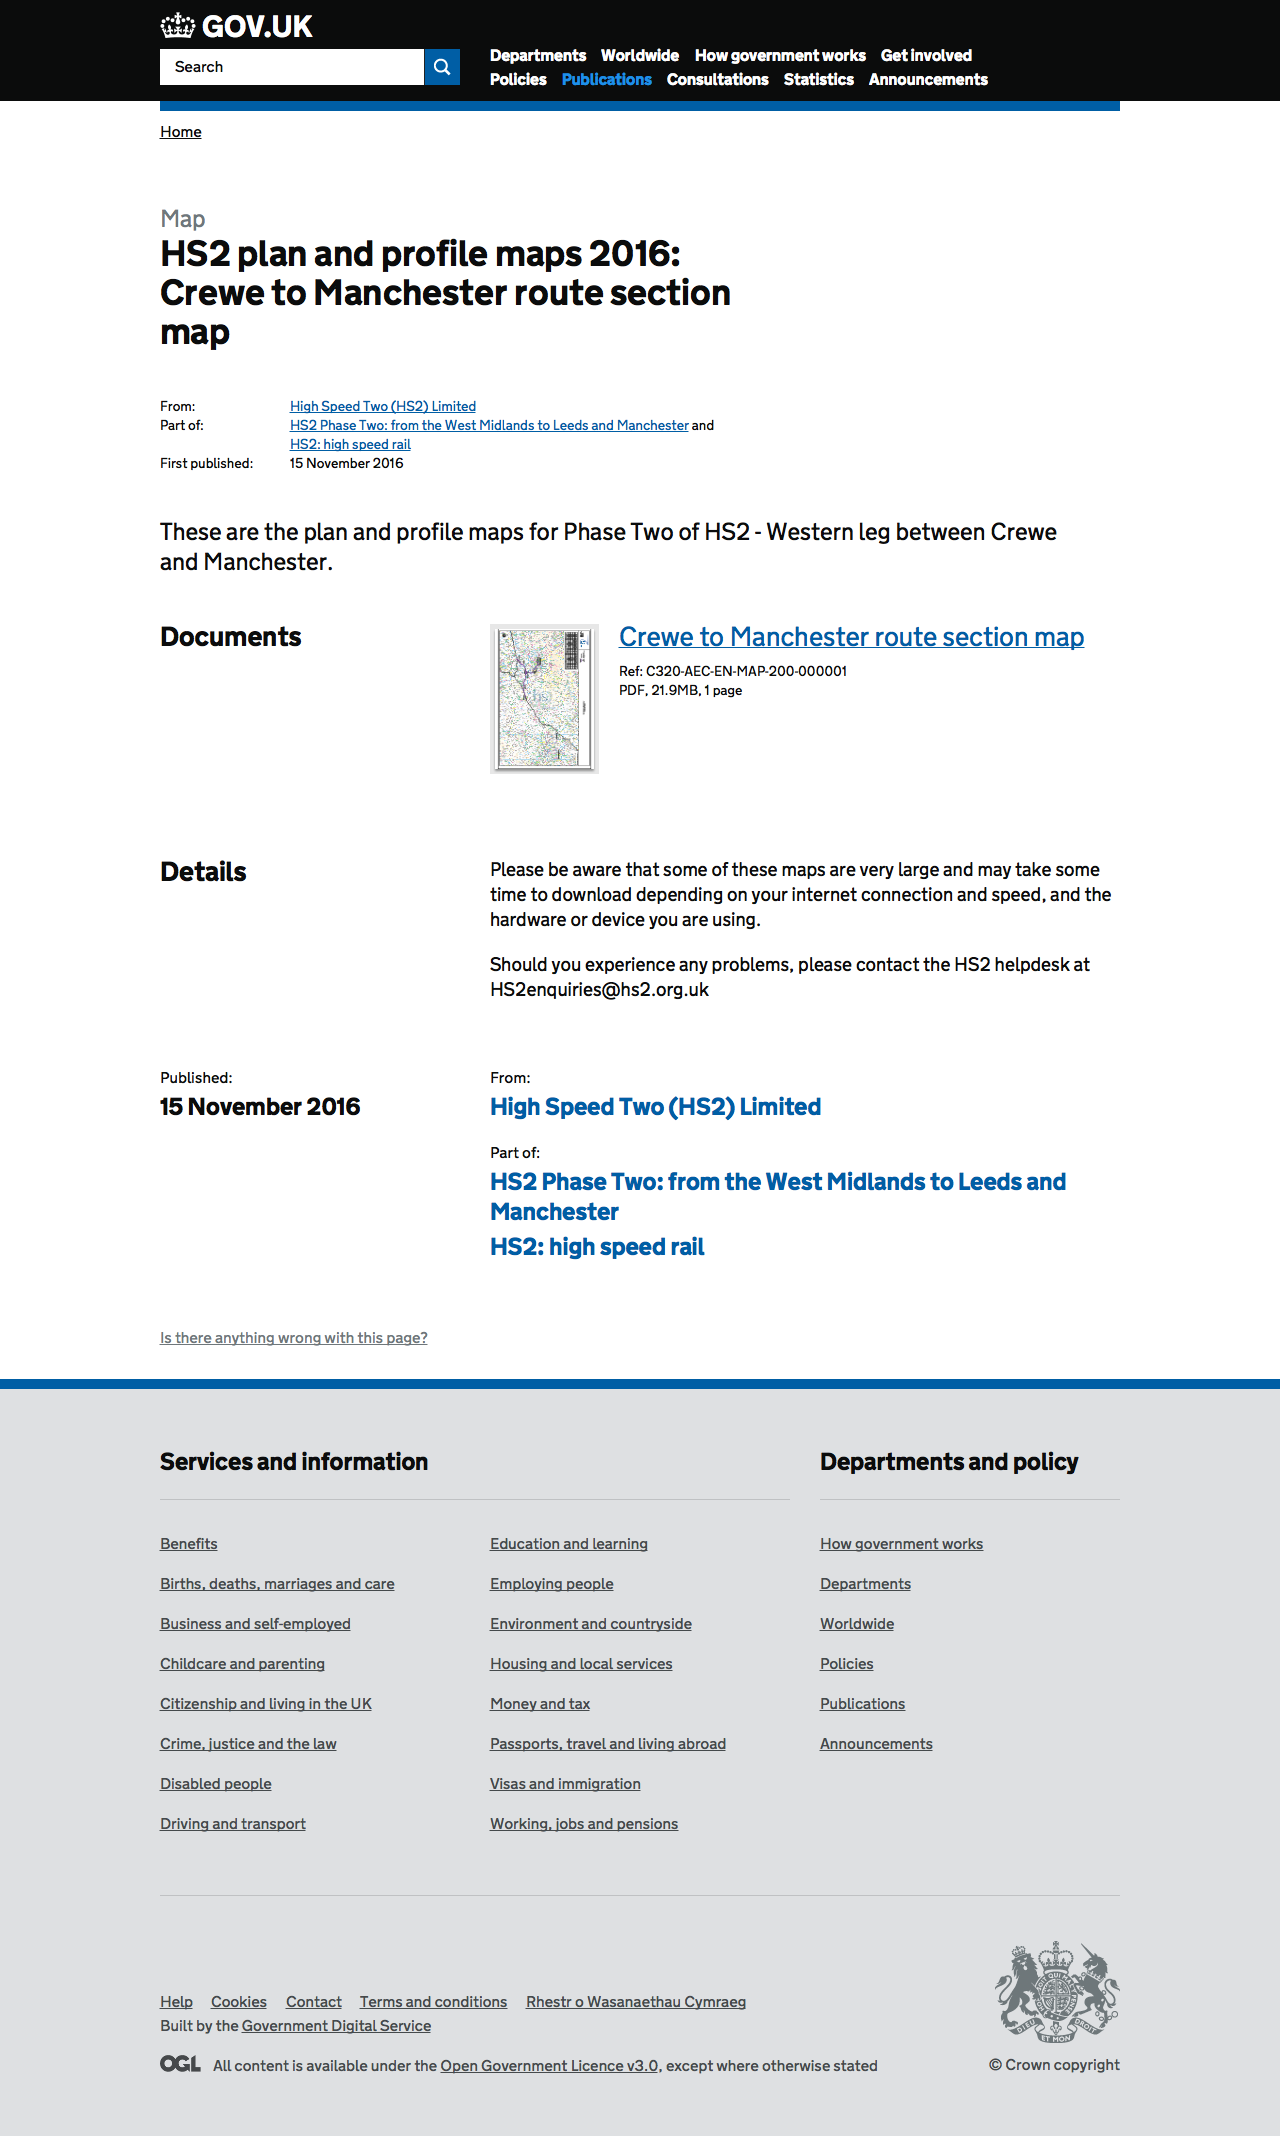 GOV.UK
Search
Departments Worldwide How government works Get involved
Policies Publications Consultations Statistics Announcements
Home
Map
HS2 plan and profile maps 2016:
Crewe to Manchester route section
map
From: High Speed Two (HS2) Limited
Part of: HS2 Phase Two: from the West Midlands to Leeds and Manchester and
HS2: high speed rail
First published: 15 November 2016
These are the plan and profile maps for Phase Two of HS2 - Western leg between Crewe
and Manchester.
Documents
Crewe to Manchester route section map
Ref: C320-AEC-EN-MAP-200-000001
PDF, 21.9MB, 1 page
Details
Please be aware that some of these maps are very large and may take some
time to download depending on your internet connection and speed, and the
hardware or device you are using.
Should you experience any problems, please contact the HS2 helpdesk at
HS2enquiries@hs2.org.uk
Published:
15 November 2016
From:
High Speed Two (HS2) Limited
Part of:
HS2 Phase Two: from the West Midlands to Leeds and
Manchester
HS2: high speed rail
Is there anything wrong with this page?
Services and information
Benefits
Births, deaths, marriages and care
Business and self-employed
Childcare and parenting
Citizenship and living in the UK
Crime, justice and the law
Disabled people
Driving and transport
Education and learning
Employing people
Environment and countryside
Housing and local services
Money and tax
Passports, travel and living abroad
Visas and immigration
Working, jobs and pensions
Departments and policy
How government works
Departments
Worldwide
Policies
Publications
Announcements
Help Cookies Contact Terms and conditions Rhestr o Wasanaethau Cymraeg
Built by the Government Digital Service
OGL All content is available under the Open Government Licence v3.0, except where otherwise stated
DIEU ET MON DROIT
© Crown copyright